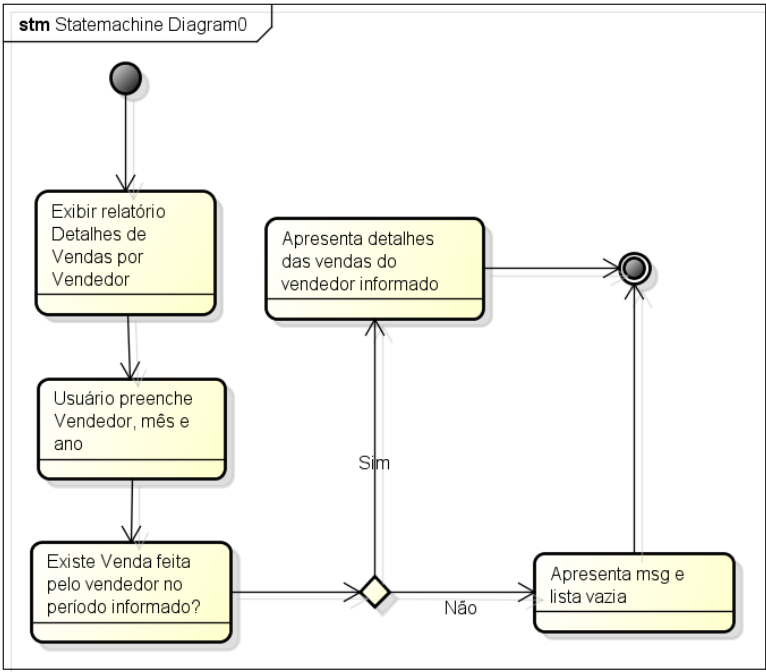 stm Statemachine Diagram0
Exibir relatório
Detalhes de
Vendas por
Vendedor
Usuário preenche
Vendedor, mês e
ano
Existe Venda feita
pelo vendedor no
período informado?
Apresenta detalhes
das vendas do
vendedor informado
Sim
Não
Apresenta msg e
lista vazia